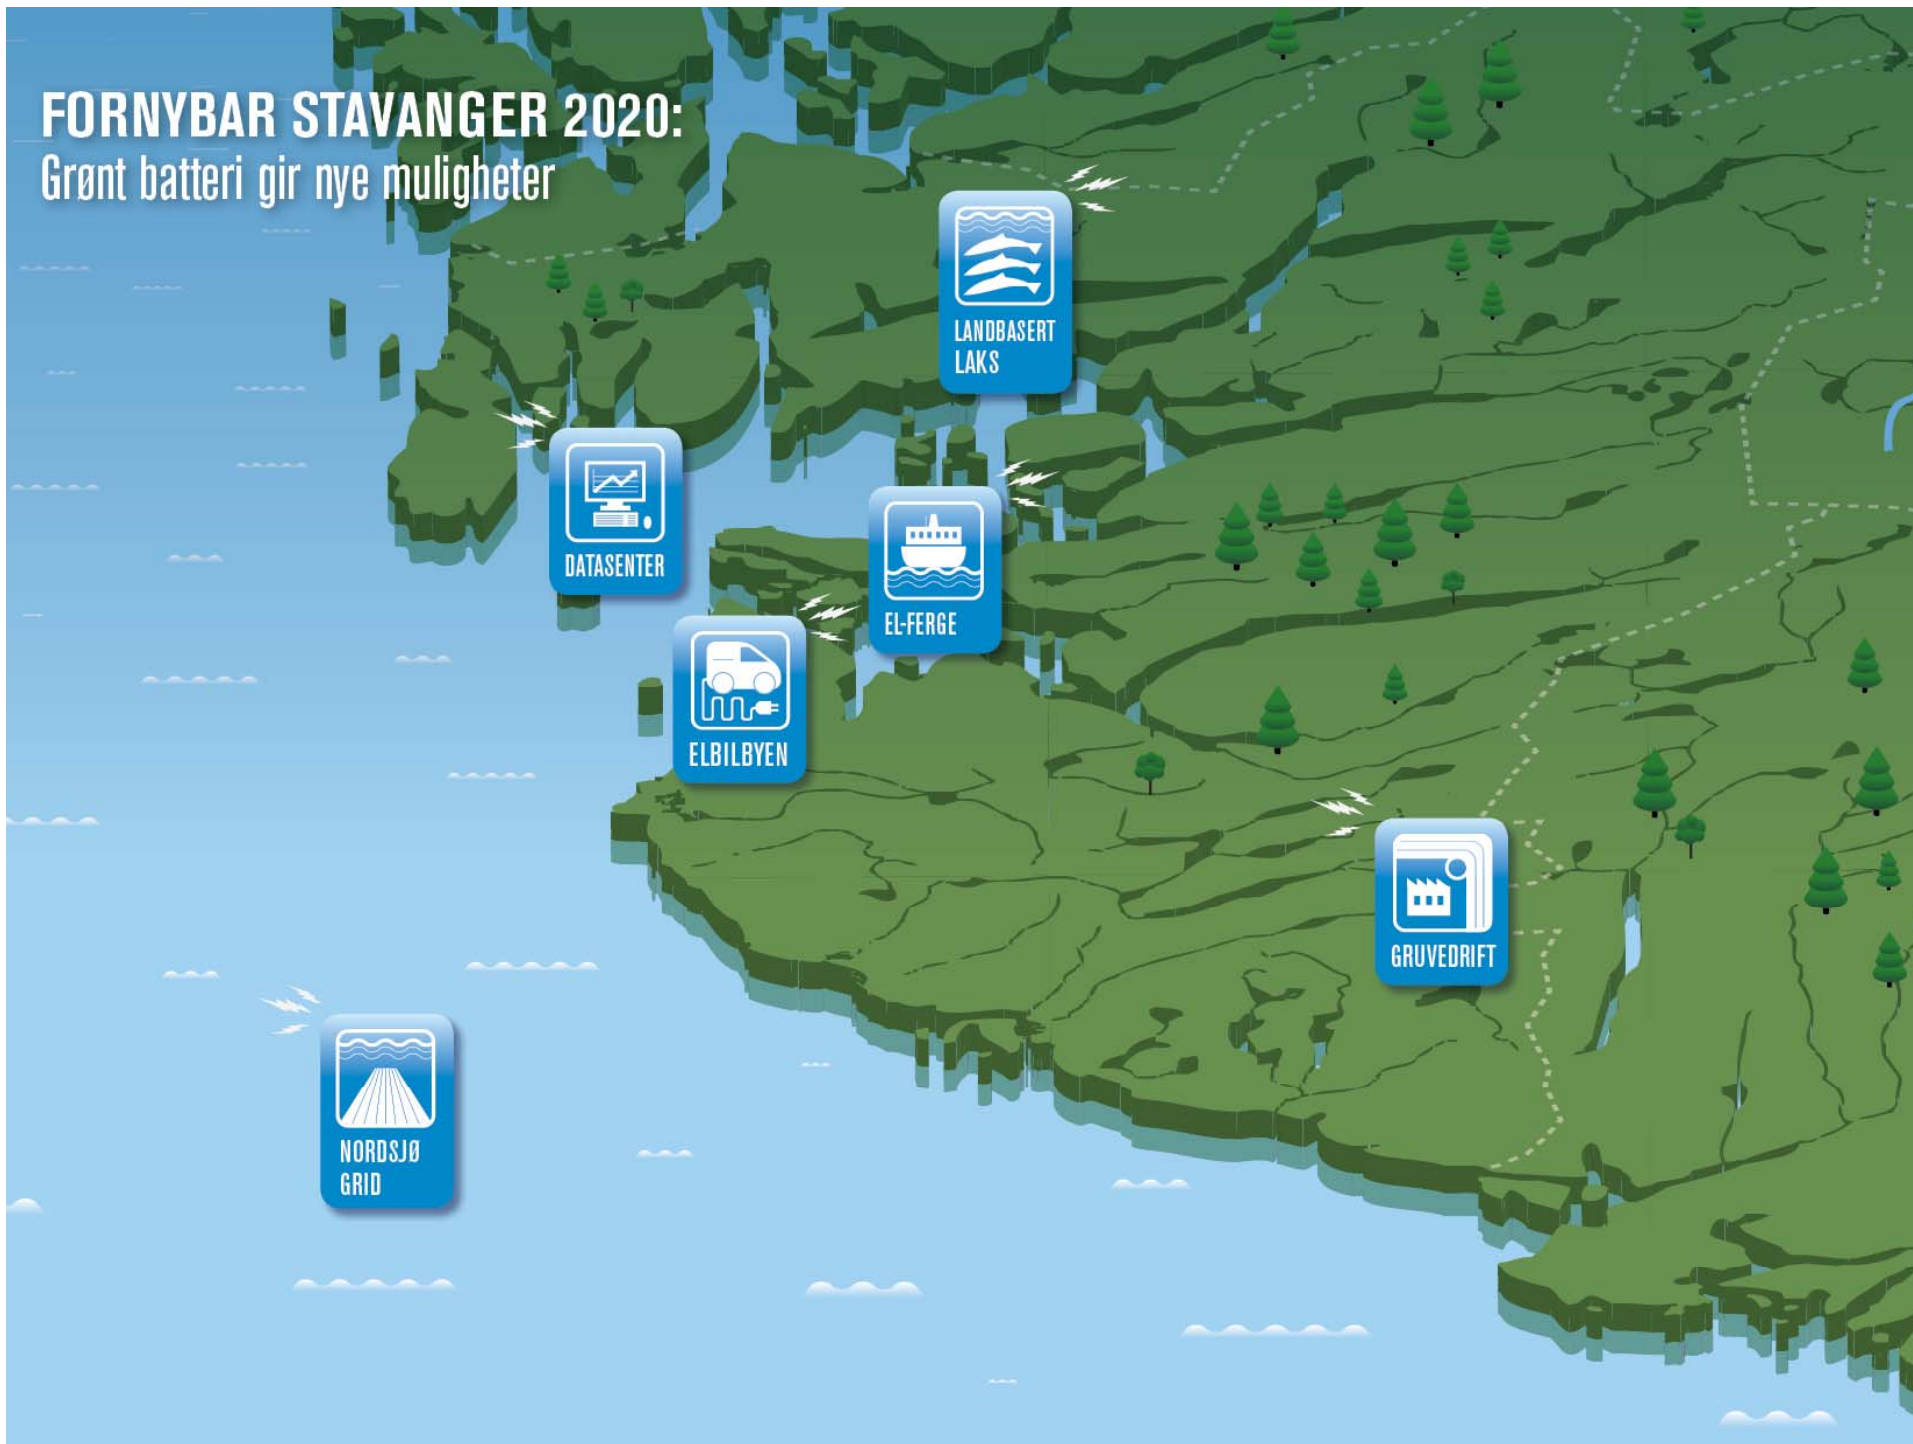 FORNYBAR STAVANGER 2020:
Grønt batteri gir nye muligheter
LANDBASERT
LAKS
DATASENTER
EL-FERGE
ELBILBYEN
GRUVEDRIFT
NORDSJØ
GRID